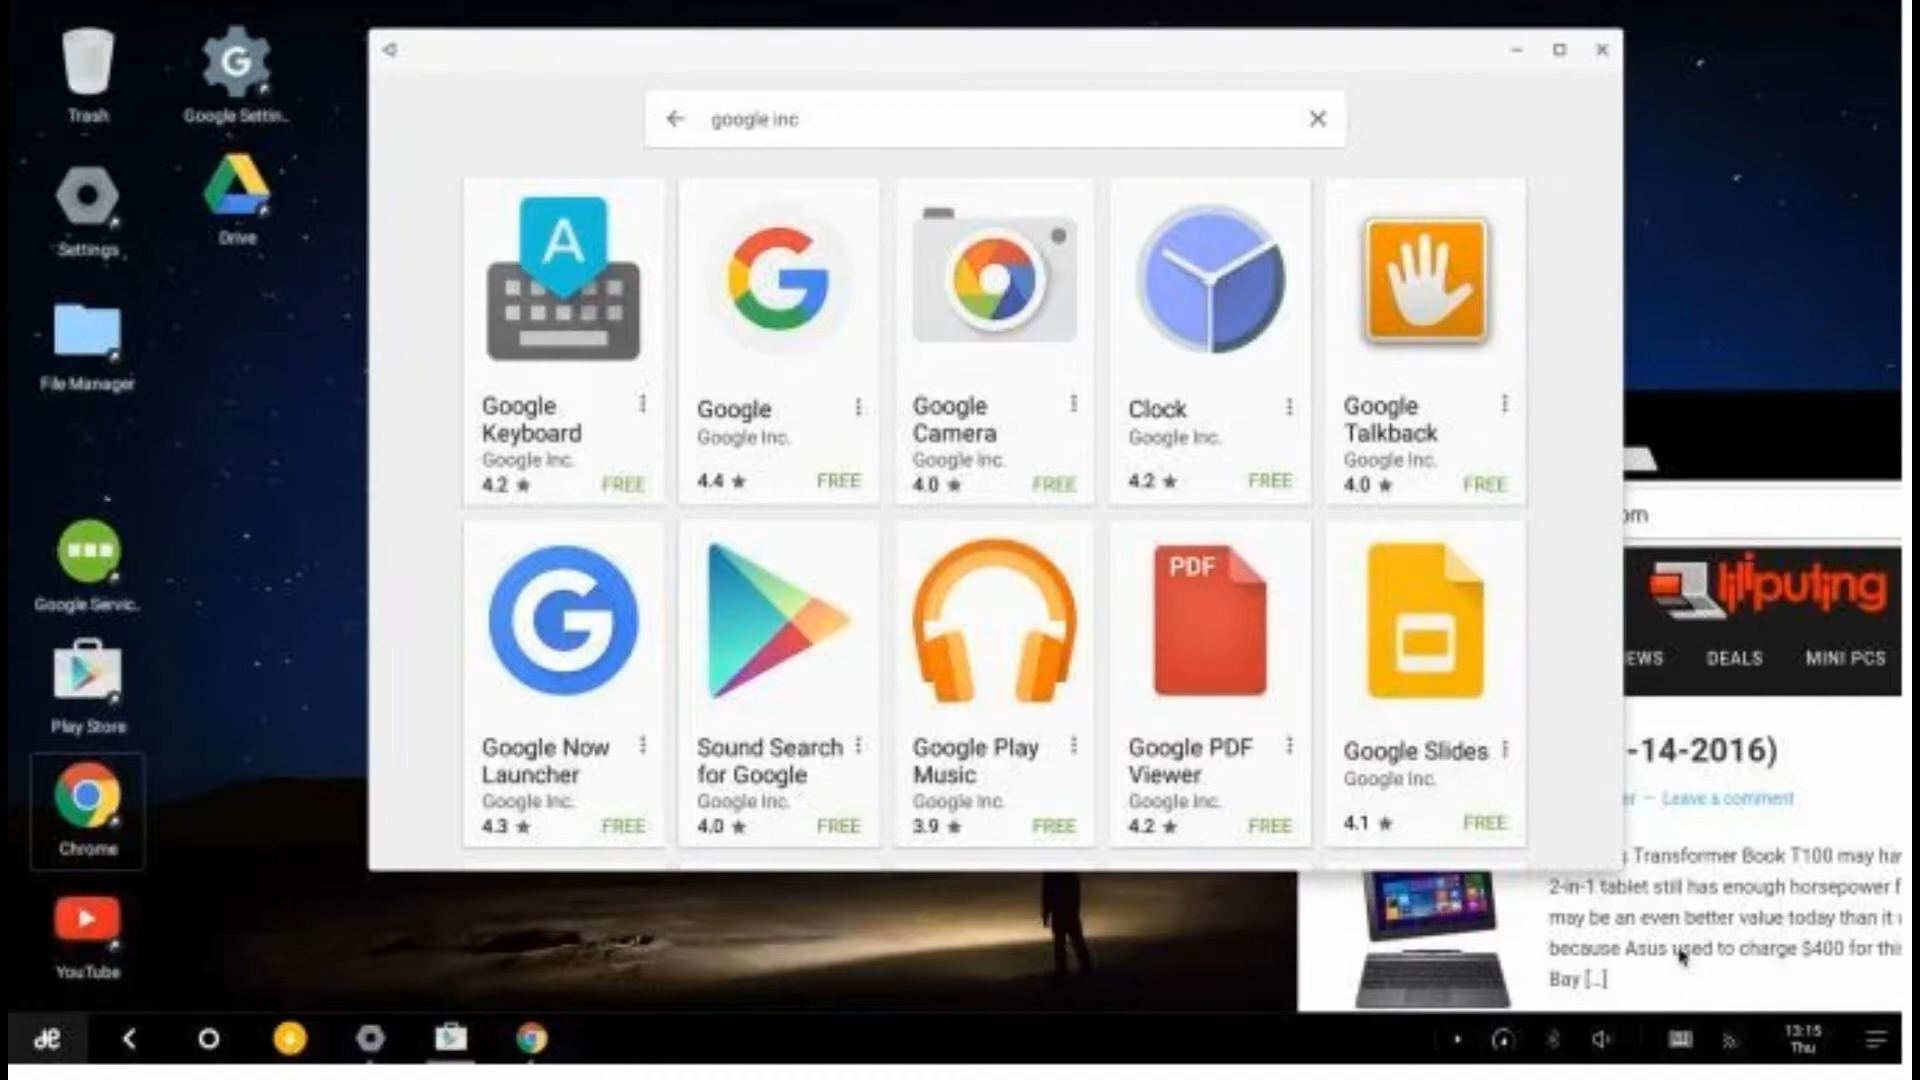 Trash
Google Settin..
Settings
Drive
File Manager
Google Servic..
Play Store
Chrome
YouTube
google inc
A
Google Keyboard
Google Inc.
4.2 ★ FREE
Google
Google Inc.
4.4 ★ FREE
Google Camera
Google Inc.
4.0 ★ FREE
Clock
Google Inc.
4.2 ★ FREE
Google Talkback
Google Inc.
4.0 ★ FREE
Google Now Launcher
Google Inc.
4.3 ★ FREE
Sound Search for Google
Google Inc.
4.0 ★ FREE
Google Play Music
Google Inc.
3.9 ★ FREE
PDF
Google PDF Viewer
Google Inc.
4.2 ★ FREE
Google Slides
Google Inc.
4.1 ★ FREE
om
liliputing
EWS DEALS MINI PCS
-14-2016)
er — Leave a comment
Transformer Book T100 may hav
2-in-1 tablet still has enough horsepower f
may be an even better value today than it
because Asus used to charge $400 for this
Bay [...]
13:15
Thu